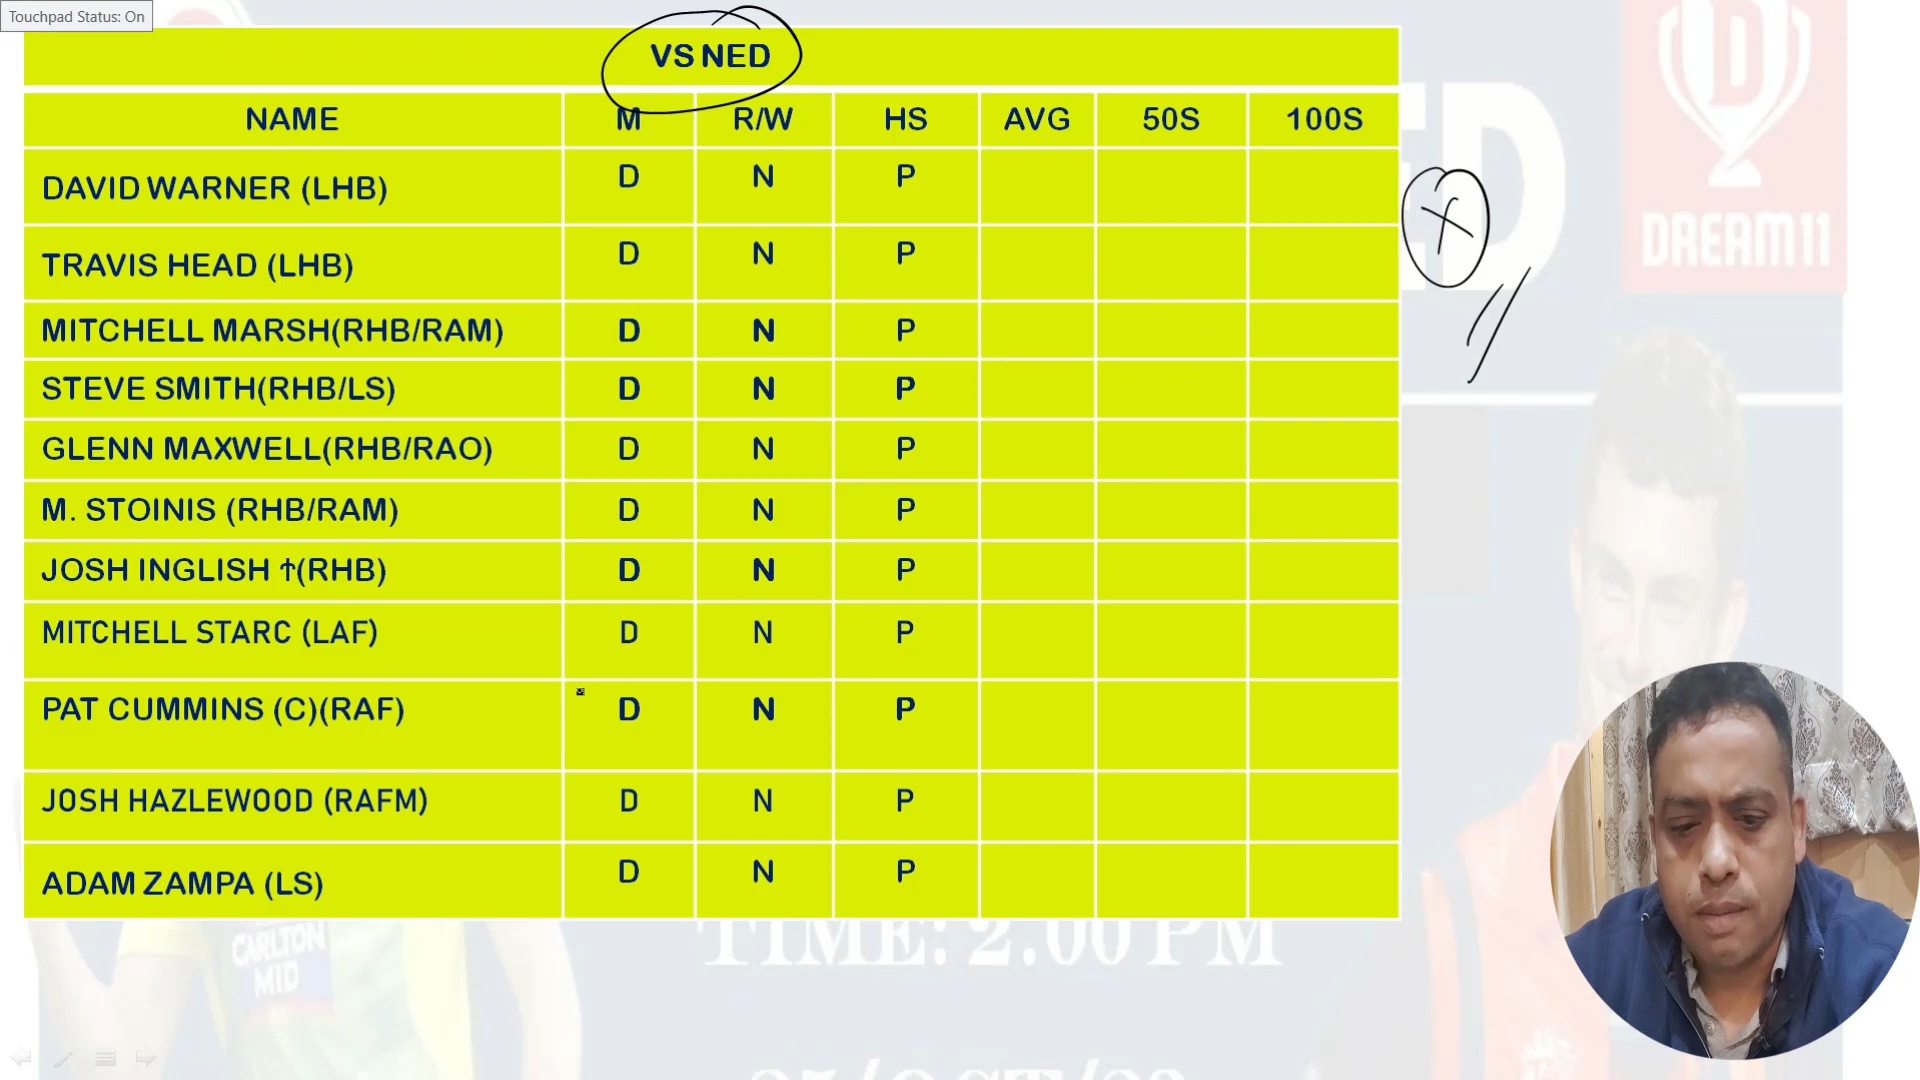 Touchpad Status: On
VS NED
NAME M R/W HS AVG 50S 100S
DAVID WARNER (LHB) D N P
TRAVIS HEAD (LHB) D N P
MITCHELL MARSH(RHB/RAM) D N P
STEVE SMITH(RHB/LS) D N P
GLENN MAXWELL(RHB/RAO) D N P
M. STOINIS (RHB/RAM) D N P
JOSH INGLISH †(RHB) D N P
MITCHELL STARC (LAF) D N P
PAT CUMMINS (C)(RAF) D N P
JOSH HAZLEWOOD (RAFM) D N P
ADAM ZAMPA (LS) D N P
DREAM11
CARLTON
MID
TIME: 2.00 PM